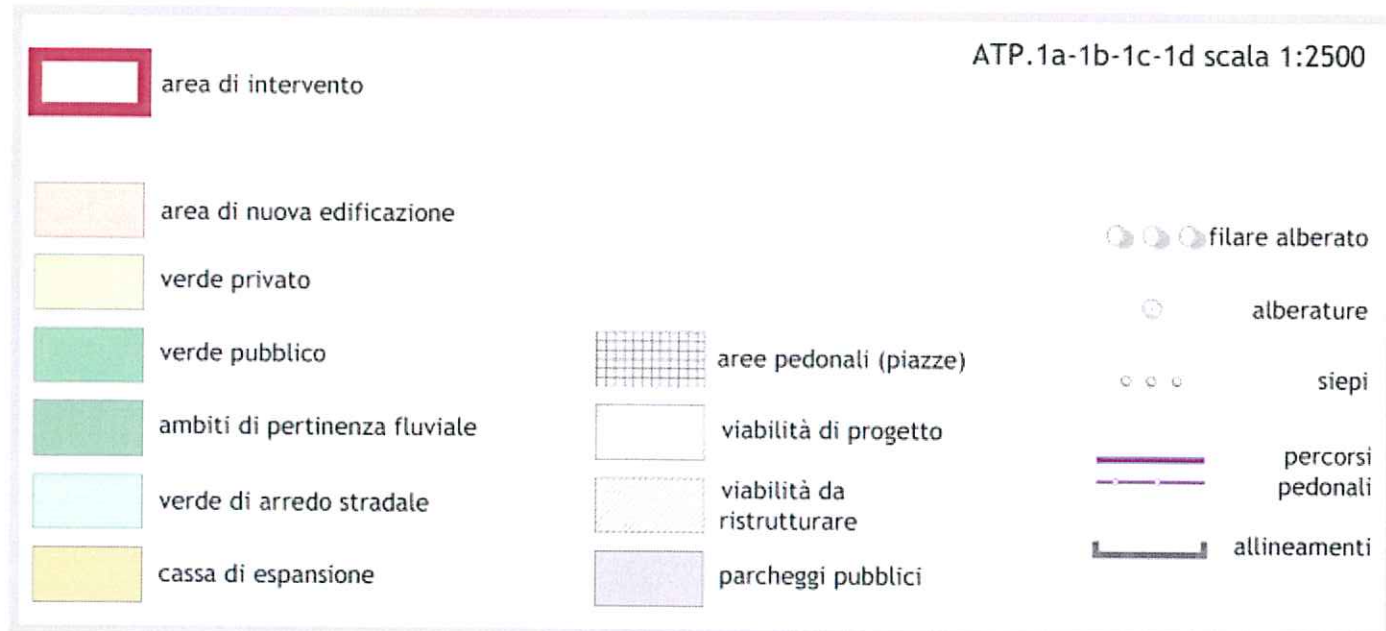 ATP.1a-1b-1c-1d scala 1:2500
area di intervento
area di nuova edificazione
verde privato
verde pubblico
ambiti di pertinenza fluviale
verde di arredo stradale
cassa di espansione
aree pedonali (piazze)
viabilità di progetto
viabilità da
ristrutturare
parcheggi pubblici
filare alberato
alberature
siepi
percorsi
pedonali
allineamenti